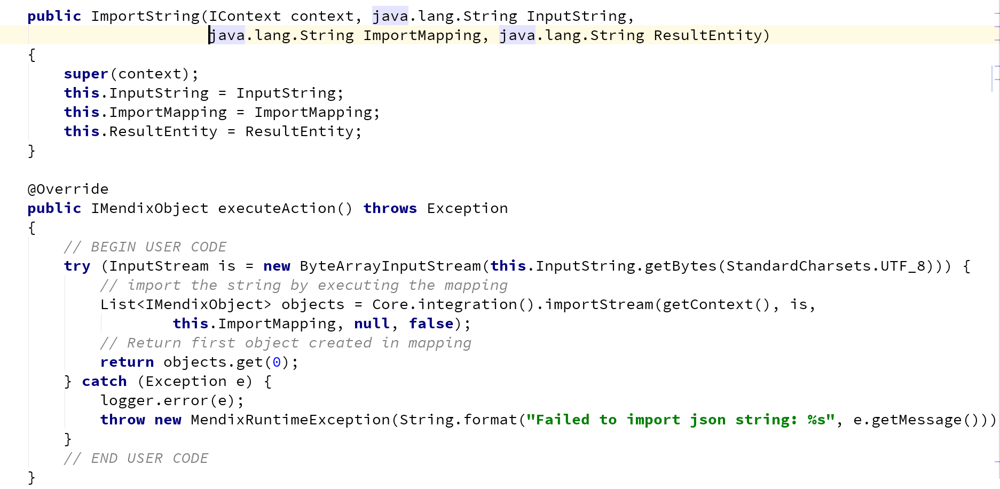 public ImportString(IContext context, java.lang.String InputString,
                    java.lang.String ImportMapping, java.lang.String ResultEntity)
{
    super(context);
    this.InputString = InputString;
    this.ImportMapping = ImportMapping;
    this.ResultEntity = ResultEntity;
}

@Override
public IMendixObject executeAction() throws Exception
{
    // BEGIN USER CODE
    try (InputStream is = new ByteArrayInputStream(this.InputString.getBytes(StandardCharsets.UTF_8))) {
        // import the string by executing the mapping
        List<IMendixObject> objects = Core.integration().importStream(getContext(), is,
                this.ImportMapping, null, false);
        // Return first object created in mapping
        return objects.get(0);
    } catch (Exception e) {
        logger.error(e);
        throw new MendixRuntimeException(String.format("Failed to import json string: %s", e.getMessage()))
    }
    // END USER CODE
}